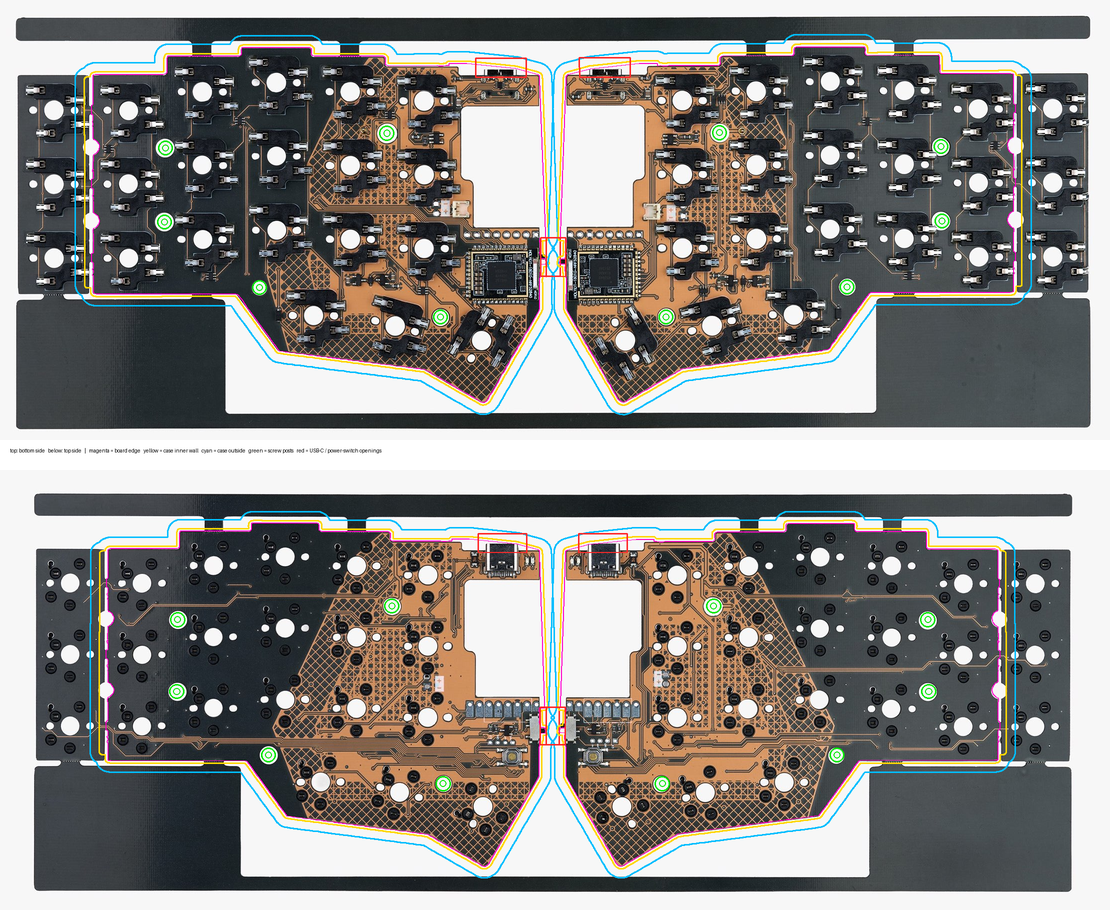 top: bottom side  below: top side  |  magenta = board edge  yellow = case inner wall  cyan = case outside  green = screw posts  red = USB-C / power-switch openings